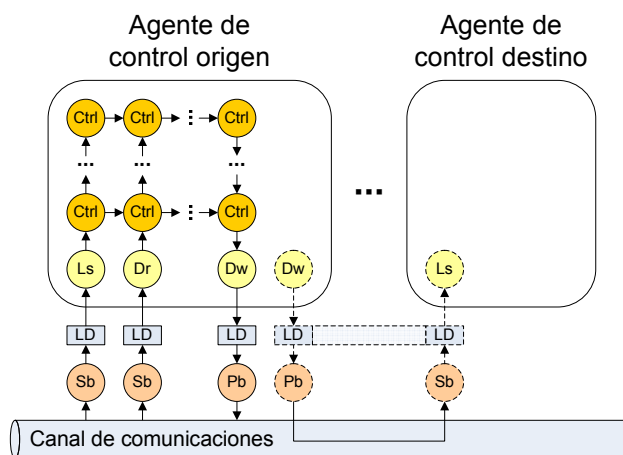 Agente de
control origen
Agente de
control destino
Ctrl Ctrl ... Ctrl
... ... ...
Ctrl Ctrl ... Ctrl
...
Ls Dr Dw Dw Ls
LD LD LD LD LD
Sb Sb Pb Pb Sb
Canal de comunicaciones